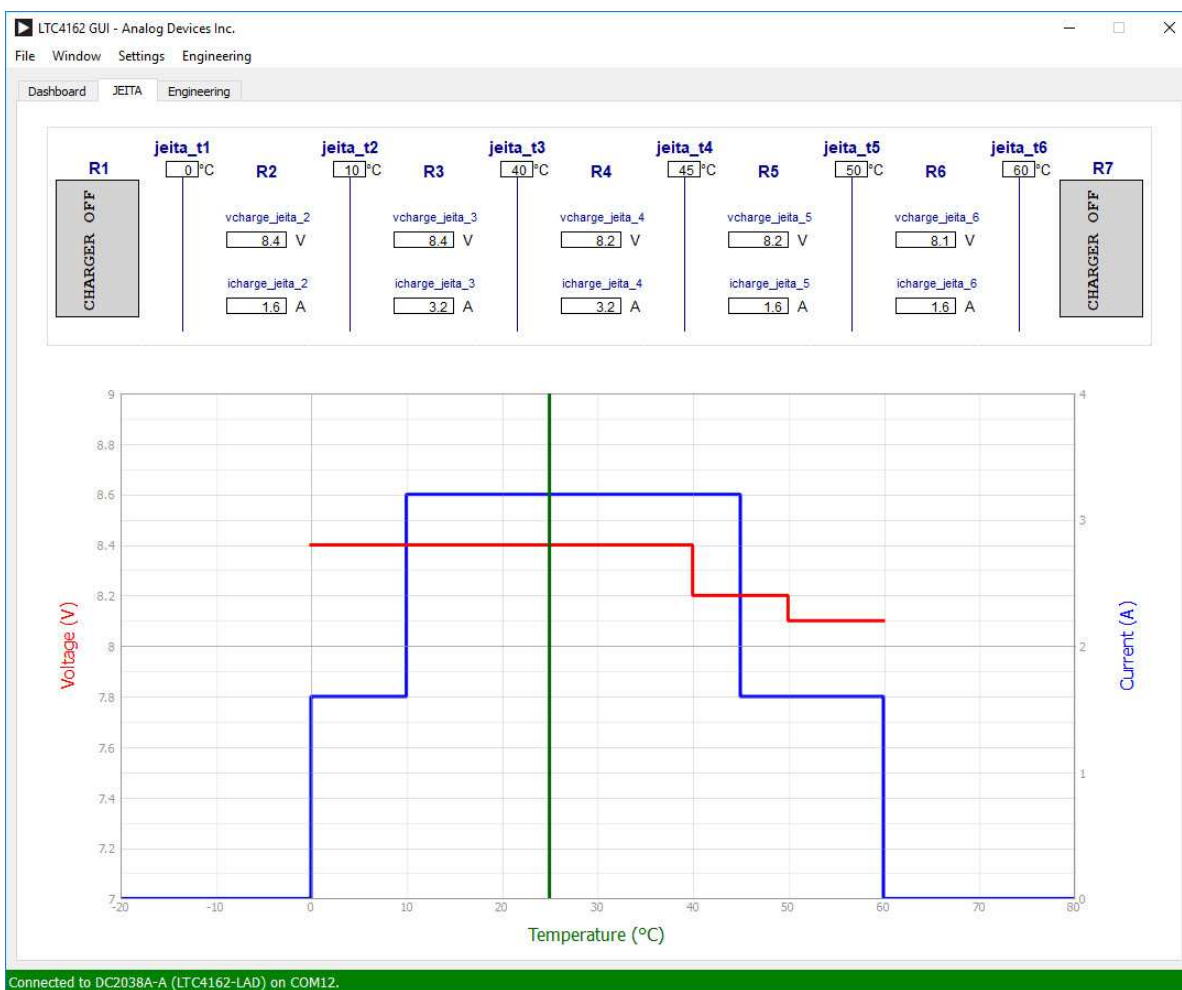 LTC4162 GUI - Analog Devices Inc.
File Window Settings Engineering
Dashboard JEITA Engineering
jeita_t1 jeita_t2 jeita_t3 jeita_t4 jeita_t5 jeita_t6
R1 0 °C R2 10 °C R3 40 °C R4 45 °C R5 50 °C R6 60 °C R7
CHARGER OFF
vcharge_jeita_2 vcharge_jeita_3 vcharge_jeita_4 vcharge_jeita_5 vcharge_jeita_6
8.4 V 8.4 V 8.2 V 8.2 V 8.1 V
icharge_jeita_2 icharge_jeita_3 icharge_jeita_4 icharge_jeita_5 icharge_jeita_6
1.6 A 3.2 A 3.2 A 1.6 A 1.6 A
CHARGER OFF
9 4
8.8
8.6
3
8.4
8.2
Voltage (V)
8 2
Current (A)
7.8
7.6
1
7.4
7.2
7 0
-20 -10 0 10 20 30 40 50 60 70 80
Temperature (°C)
Connected to DC2038A-A (LTC4162-LAD) on COM12.